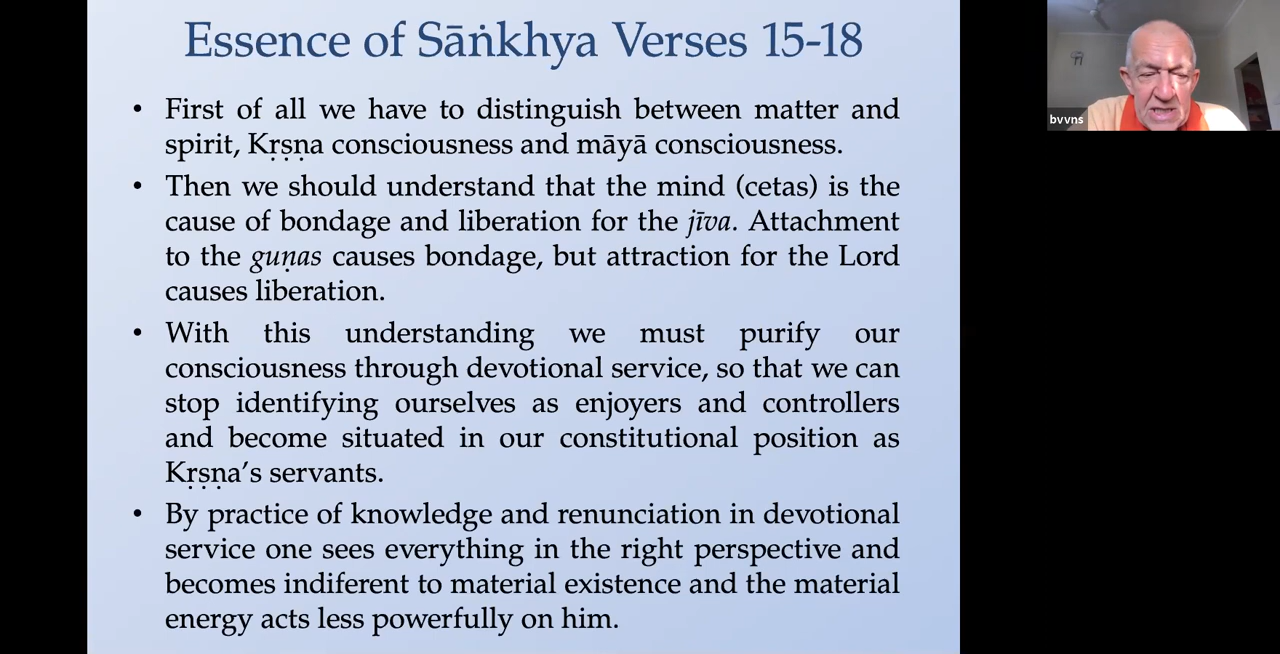 Essence of Sāṅkhya Verses 15-18
• First of all we have to distinguish between matter and
spirit, Kṛṣṇa consciousness and māyā consciousness.
• Then we should understand that the mind (cetas) is the
cause of bondage and liberation for the jīva. Attachment
to the guṇas causes bondage, but attraction for the Lord
causes liberation.
• With this understanding we must purify our
consciousness through devotional service, so that we can
stop identifying ourselves as enjoyers and controllers
and become situated in our constitutional position as
Kṛṣṇa’s servants.
• By practice of knowledge and renunciation in devotional
service one sees everything in the right perspective and
becomes indiferent to material existence and the material
energy acts less powerfully on him.
bvvns